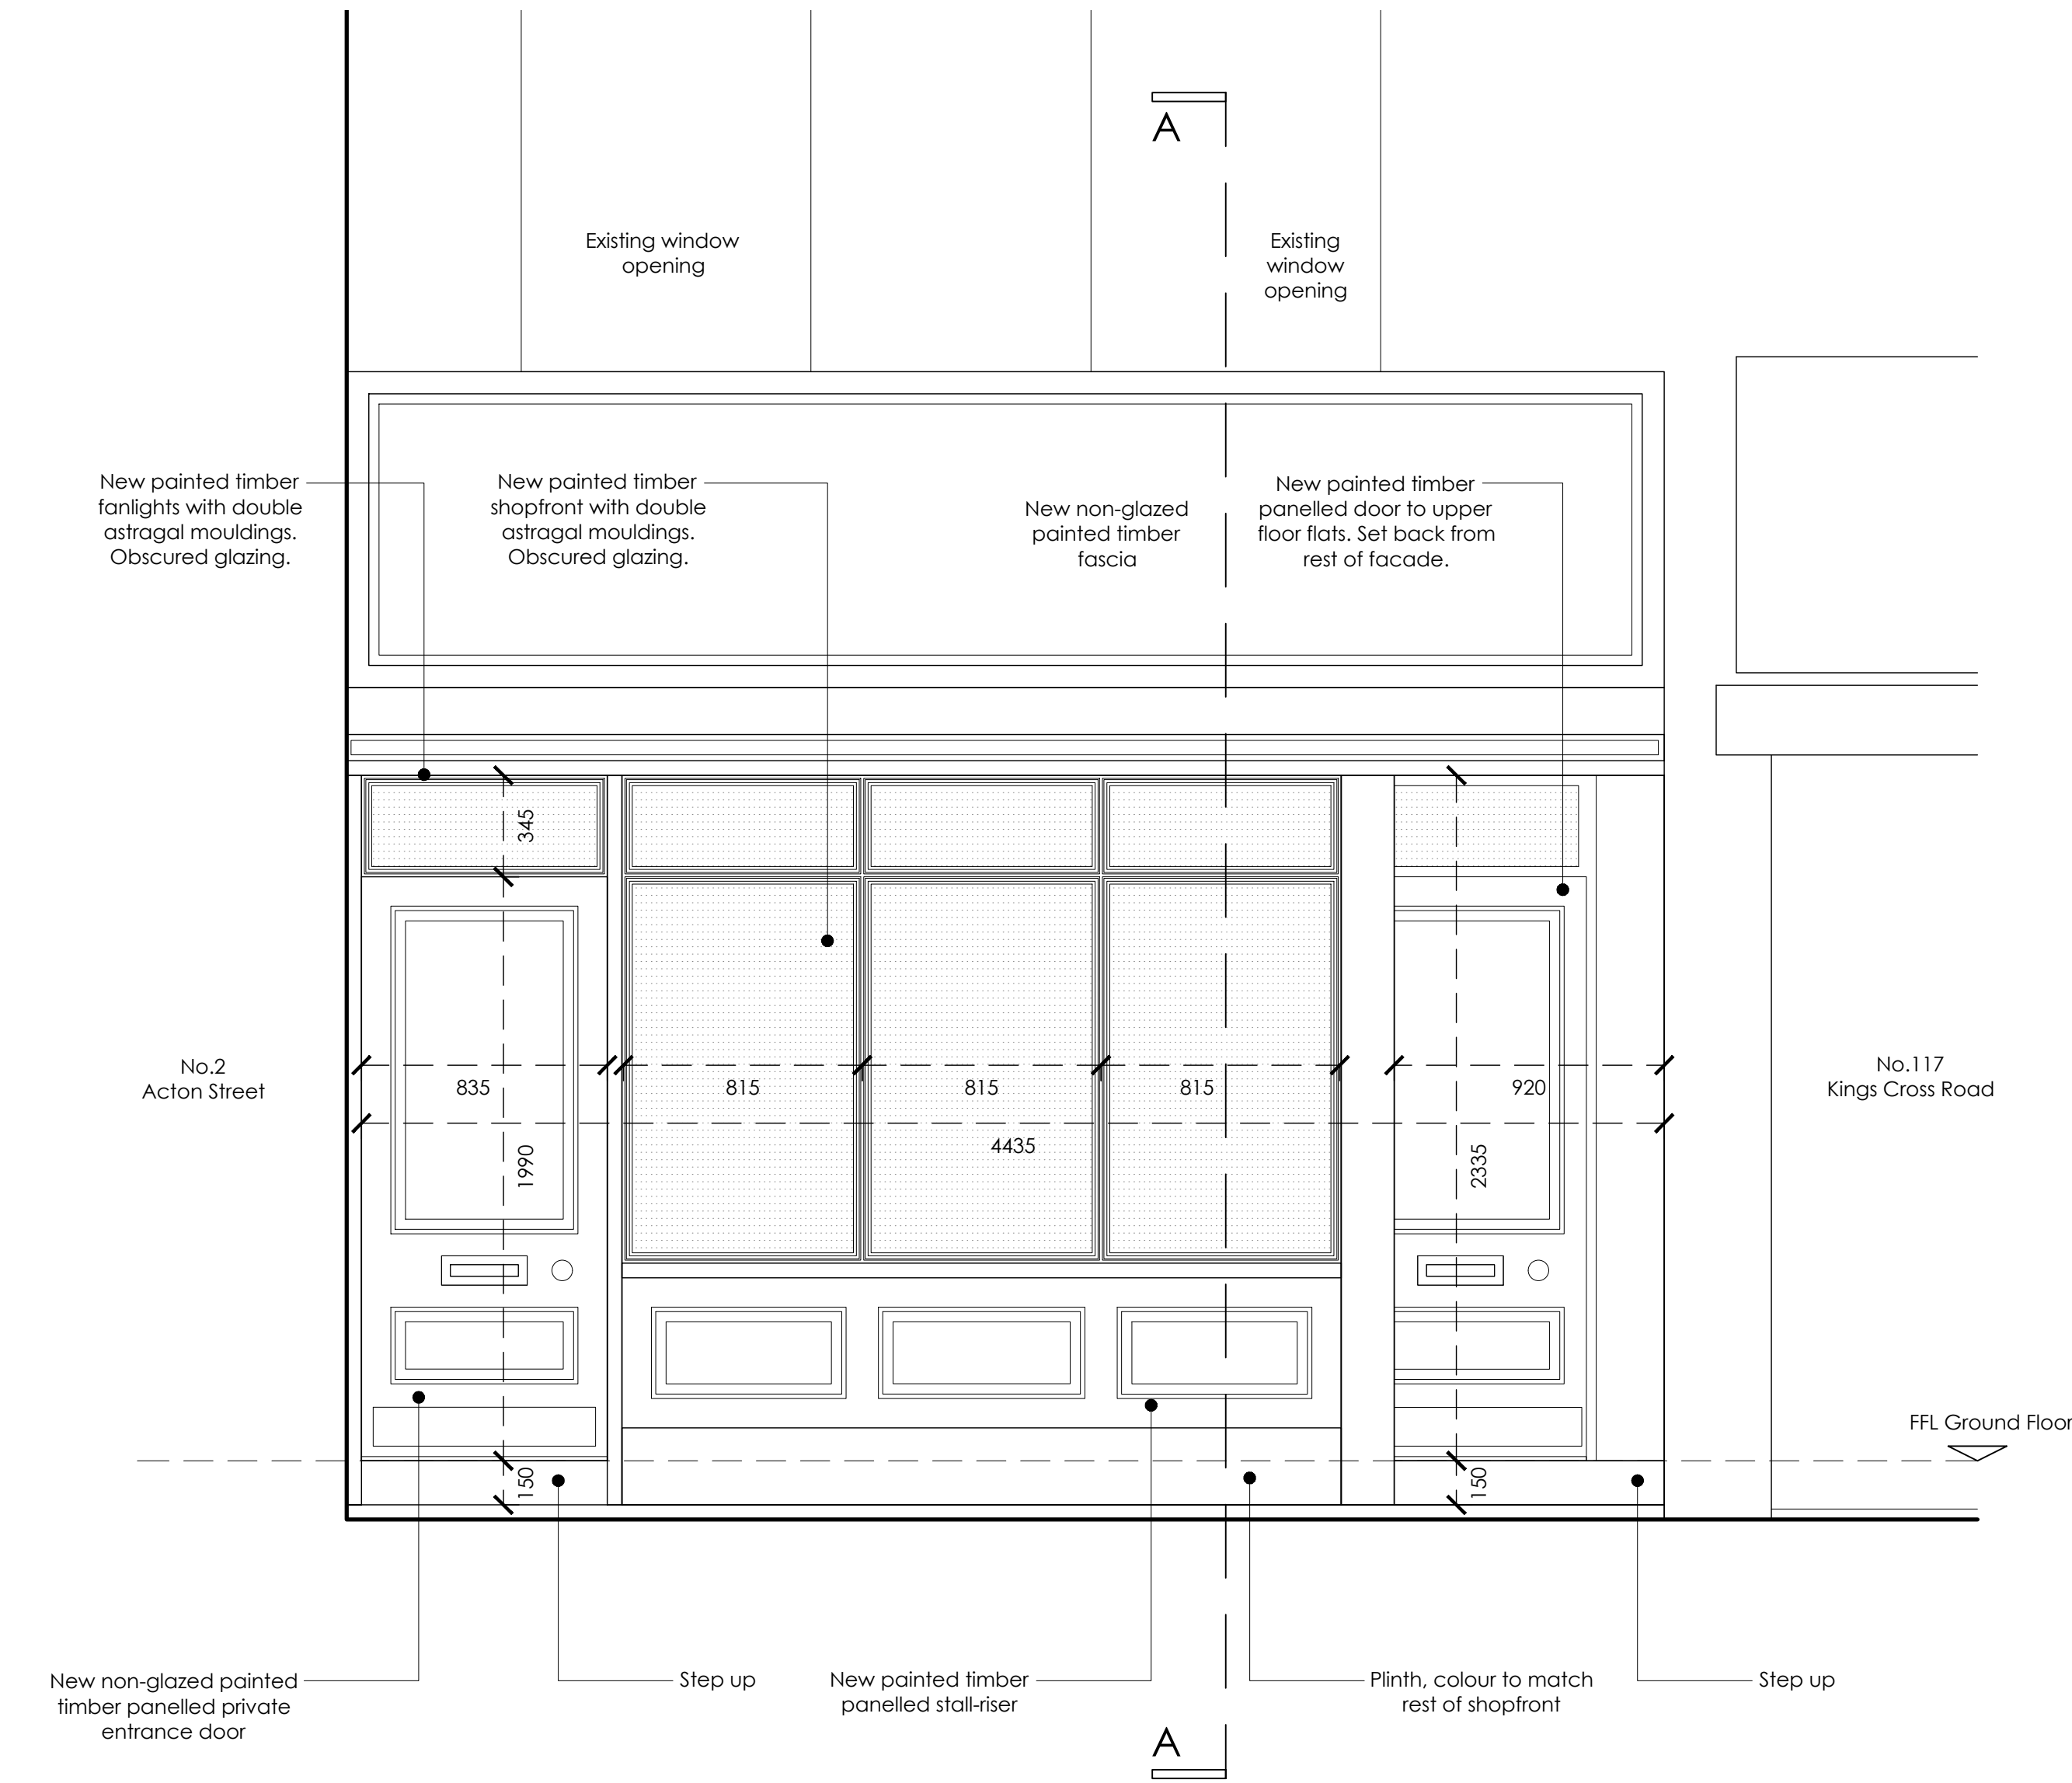 A
Existing window
opening
Existing
window
opening
New painted timber
fanlights with double
astragal mouldings.
Obscured glazing.
New painted timber
shopfront with double
astragal mouldings.
Obscured glazing.
New non-glazed
painted timber
fascia
New painted timber
panelled door to upper
floor flats. Set back from
rest of facade.
345
No.2
Acton Street
835
815
815
815
920
No.117
Kings Cross Road
4435
1990
2335
FFL Ground Floor
150
150
New non-glazed painted
timber panelled private
entrance door
Step up
New painted timber
panelled stall-riser
Plinth, colour to match
rest of shopfront
Step up
A